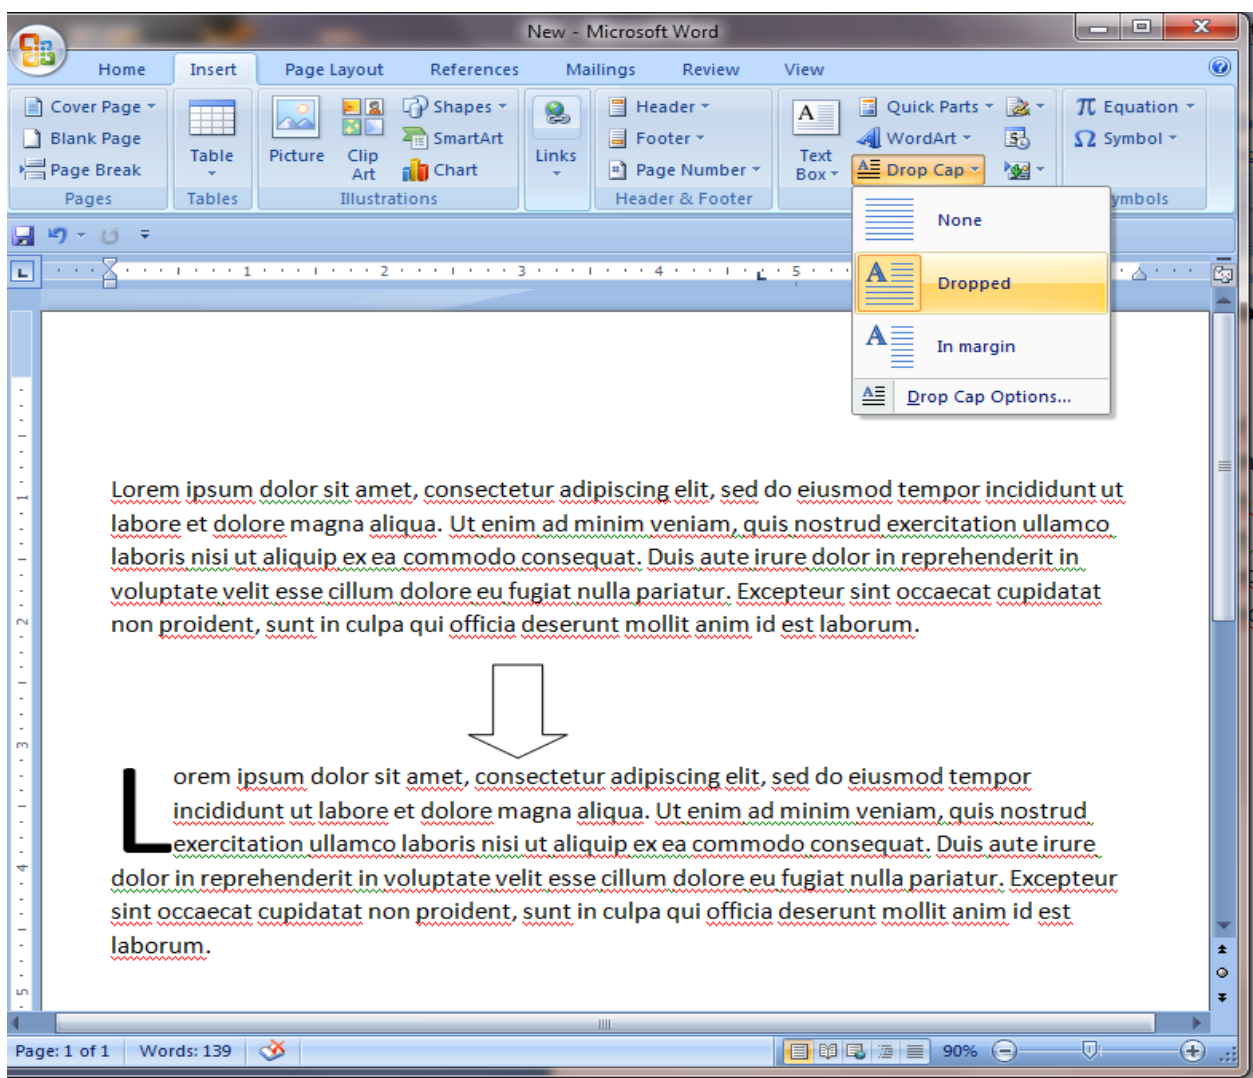 New - Microsoft Word
Home Insert Page Layout References Mailings Review View
Cover Page
Blank Page
Page Break
Pages
Table
Tables
Picture
Clip
Art
Shapes
SmartArt
Chart
Illustrations
Links
Header
Footer
Page Number
Header & Footer
A
Text
Box
Quick Parts
WordArt
Drop Cap
π Equation
Ω Symbol
ymbols
None
A Dropped
A In margin
Drop Cap Options...
1 2 3 4 5
1
2
3
4
5
Lorem ipsum dolor sit amet, consectetur adipiscing elit, sed do eiusmod tempor incididunt ut
labore et dolore magna aliqua. Ut enim ad minim veniam, quis nostrud exercitation ullamco
laboris nisi ut aliquip ex ea commodo consequat. Duis aute irure dolor in reprehenderit in
voluptate velit esse cillum dolore eu fugiat nulla pariatur. Excepteur sint occaecat cupidatat
non proident, sunt in culpa qui officia deserunt mollit anim id est laborum.
Lorem ipsum dolor sit amet, consectetur adipiscing elit, sed do eiusmod tempor
incididunt ut labore et dolore magna aliqua. Ut enim ad minim veniam, quis nostrud
exercitation ullamco laboris nisi ut aliquip ex ea commodo consequat. Duis aute irure
dolor in reprehenderit in voluptate velit esse cillum dolore eu fugiat nulla pariatur. Excepteur
sint occaecat cupidatat non proident, sunt in culpa qui officia deserunt mollit anim id est
laborum.
Page: 1 of 1 Words: 139 90%